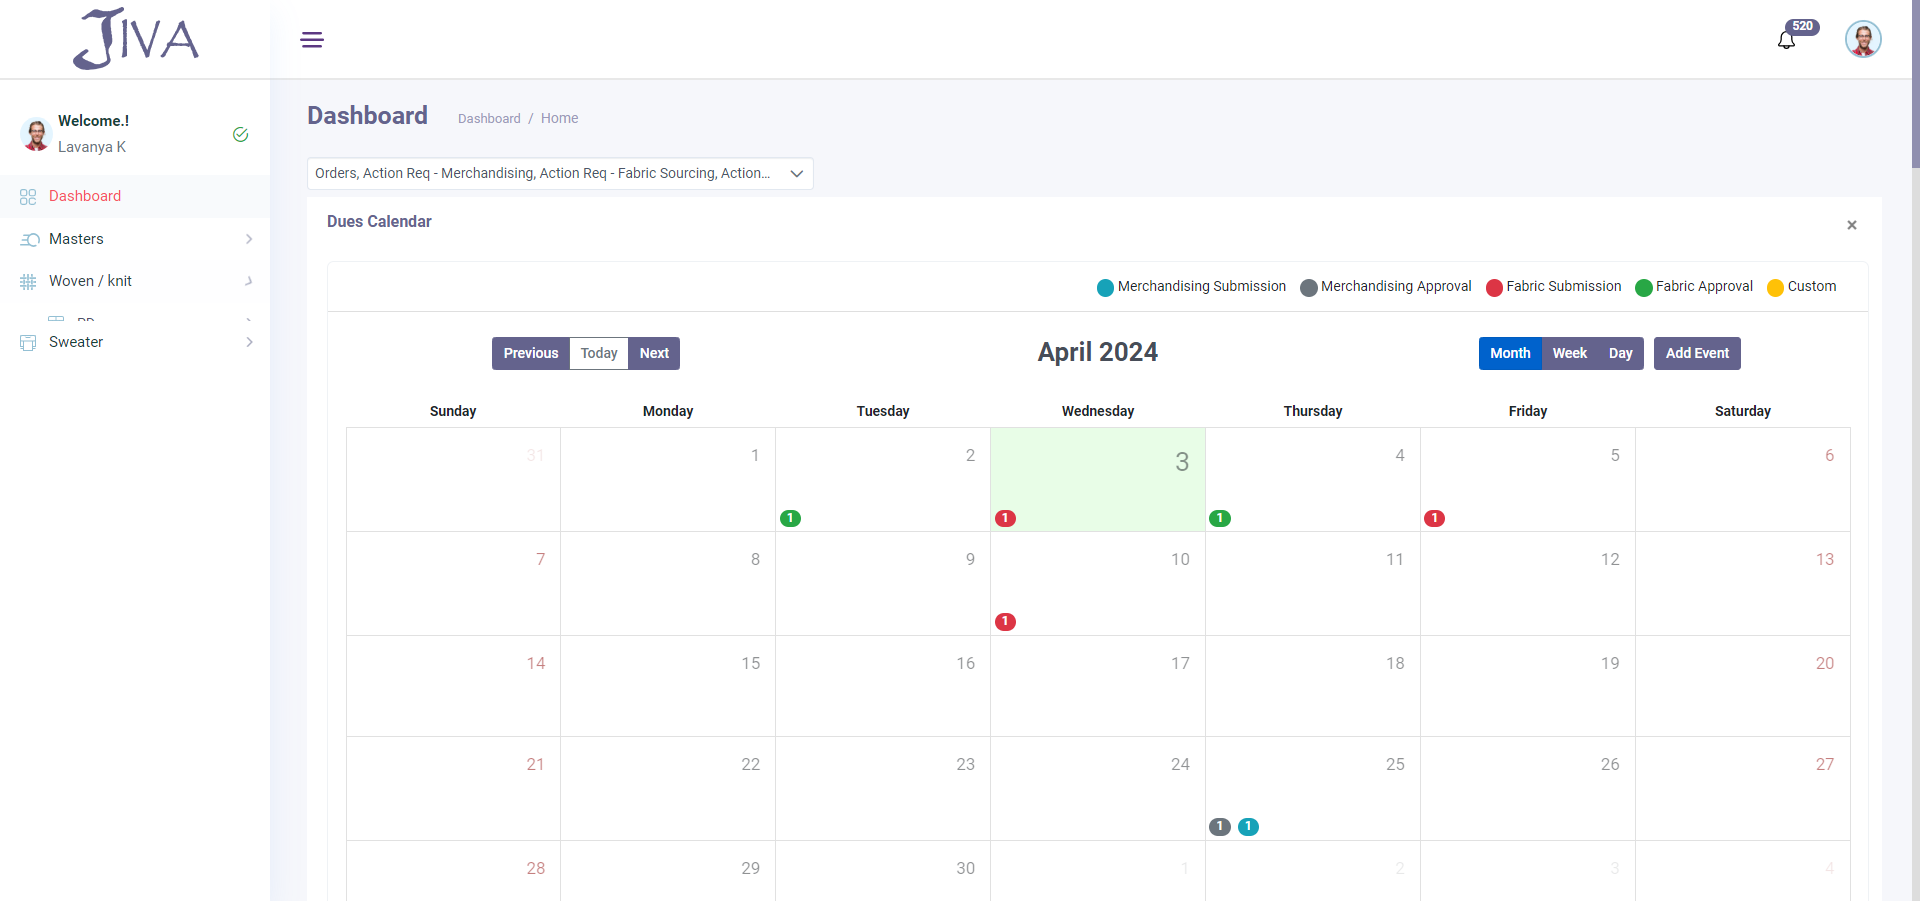 JIVA
520
Welcome.!
Lavanya K
Dashboard
Masters
Woven / knit
Sweater
Dashboard
Dashboard / Home
Orders, Action Req - Merchandising, Action Req - Fabric Sourcing, Action...
Dues Calendar
×
Merchandising Submission Merchandising Approval Fabric Submission Fabric Approval Custom
Previous Today Next
April 2024
Month Week Day Add Event
Sunday Monday Tuesday Wednesday Thursday Friday Saturday
31 1 2 3 4 5 6
1 1 1 1
7 8 9 10 11 12 13
1
14 15 16 17 18 19 20
21 22 23 24 25 26 27
1 1
28 29 30 1 2 3 4